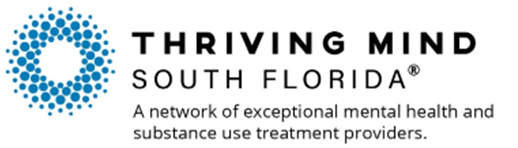 THRIVING MIND
SOUTH FLORIDA®
A network of exceptional mental health and
substance use treatment providers.